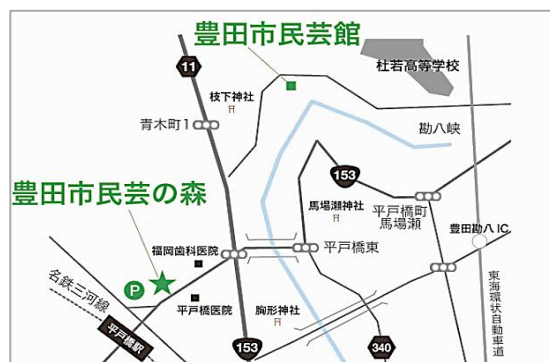 豊田市民芸館
11
杜若高等学校
枝下神社
青木町1
勘八峡
153
豊田市民芸の森
馬場瀬神社
平戸橋町
馬場瀬
福岡歯科医院
平戸橋東
豊田勘八IC
P
名鉄三河線
平戸橋医院
胸形神社
東海環状自動車道
平戸橋駅
153
340